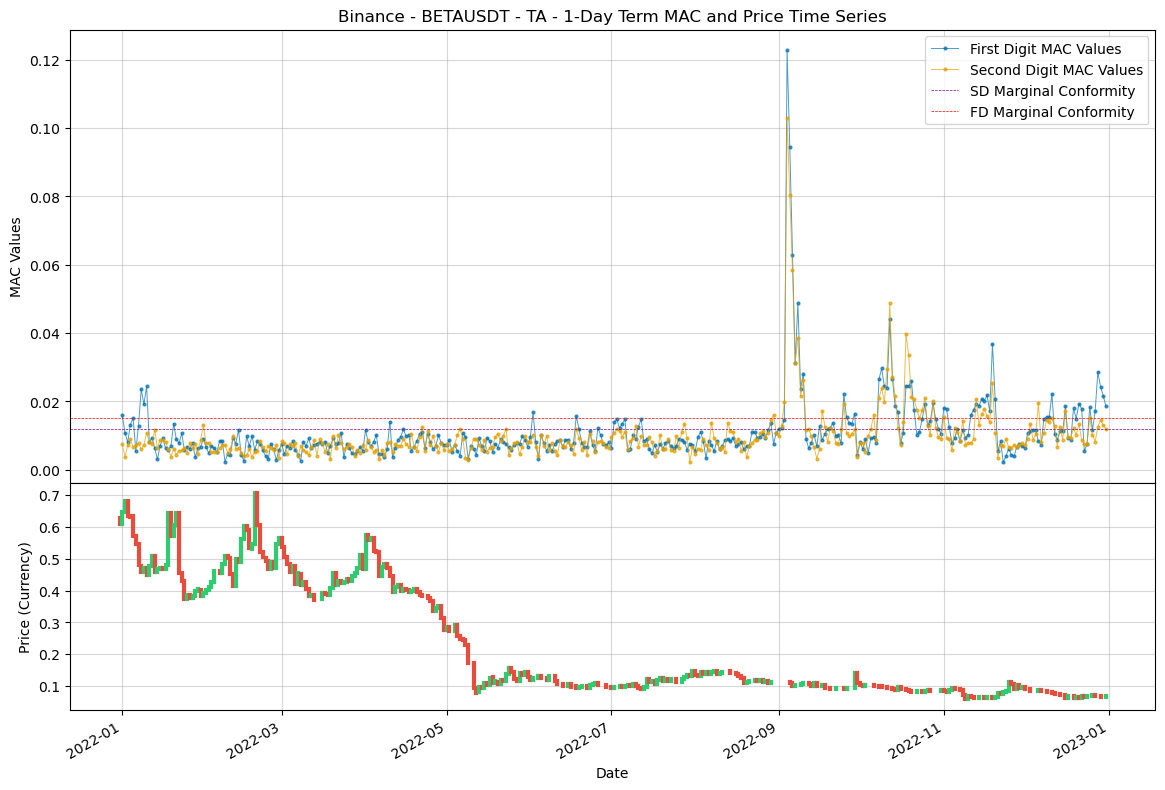 Binance - BETAUSDT - TA - 1-Day Term MAC and Price Time Series
First Digit MAC Values
Second Digit MAC Values
SD Marginal Conformity
FD Marginal Conformity
MAC Values
0.12
0.10
0.08
0.06
0.04
0.02
0.00
Price (Currency)
0.7
0.6
0.5
0.4
0.3
0.2
0.1
2022-01
2022-03
2022-05
2022-07
2022-09
2022-11
2023-01
Date